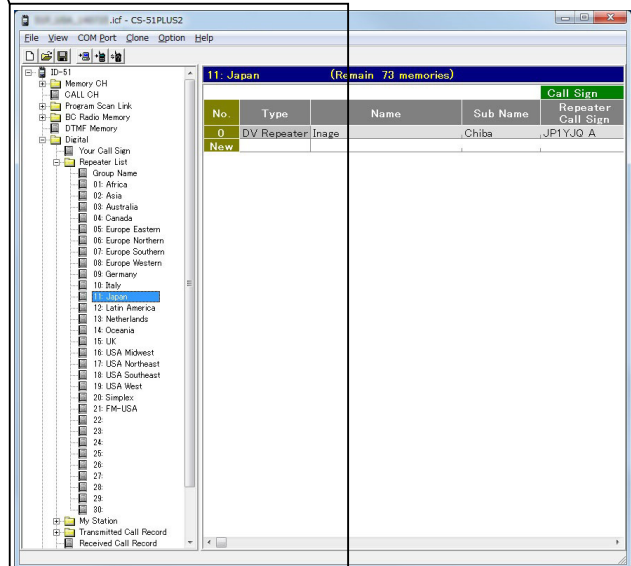 .icf - CS-51PLUS2
File View COM Port Clone Option Help
ID-51
Memory CH
CALL CH
Program Scan Link
BC Radio Memory
DTMF Memory
Digital
Your Call Sign
Repeater List
Group Name
01: Africa
02: Asia
03: Australia
04: Canada
05: Europe Eastern
06: Europe Northern
07: Europe Southern
08: Europe Western
09: Germany
10: Italy
11: Japan
12: Latin America
13: Netherlands
14: Oceania
15: UK
16: USA Midwest
17: USA Northeast
18: USA Southeast
19: USA West
20: Simplex
21: FM-USA
22:
23:
24:
25:
26:
27:
28:
29:
30:
My Station
Transmitted Call Record
Received Call Record
11: Japan (Remain 73 memories)
Call Sign
No. Type Name Sub Name Repeater Call Sign
0 DV Repeater Inage Chiba JP1YJQ A
New